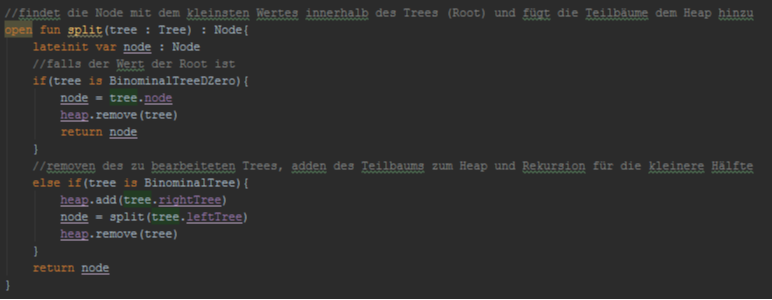 //findet die Node mit dem kleinsten Wertes innerhalb des Trees (Root) und fügt die Teilbäume dem Heap hinzu
open fun split(tree : Tree) : Node{
    lateinit var node : Node
    //falls der Wert der Root ist
    if(tree is BinominalTreeDZero){
        node = tree.node
        heap.remove(tree)
        return node
    }
    //removen des zu bearbeiteten Trees, adden des Teilbaums zum Heap und Rekursion für die kleinere Hälfte
    else if(tree is BinominalTree){
        heap.add(tree.rightTree)
        node = split(tree.leftTree)
        heap.remove(tree)
    }
    return node
}